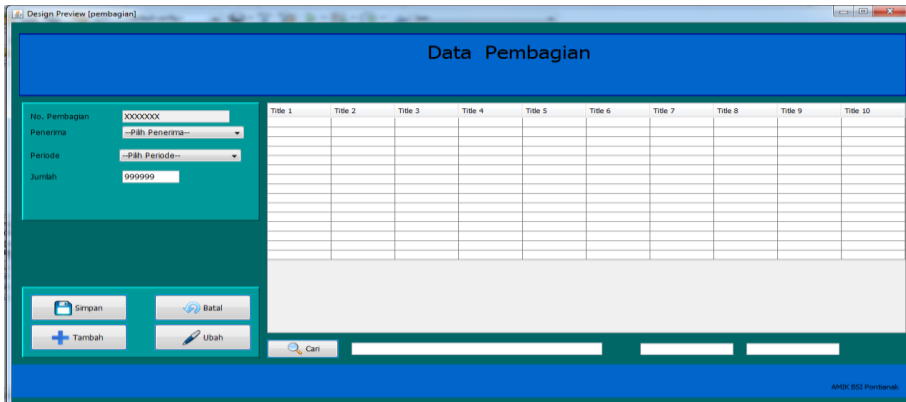 Design Preview [pembagian]
Data Pembagian
No. Pembagian XXXXXXX
Penerima --Pilih Penerima--
Periode --Pilih Periode--
Jumlah 999999
Title 1 Title 2 Title 3 Title 4 Title 5 Title 6 Title 7 Title 8 Title 9 Title 10
Simpan Batal
Tambah Ubah
Cari
AMIK BSI Pontianak